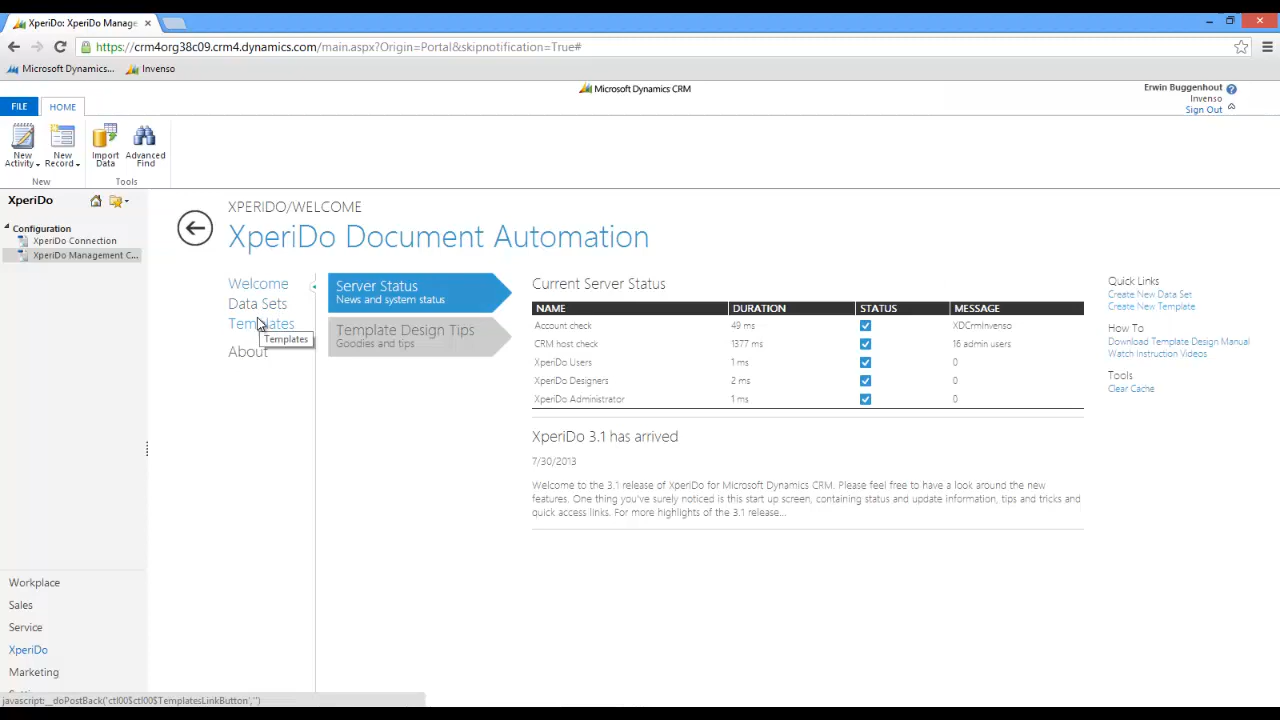 XperiDo: XperiDo Manage
https://crm4org38c09.crm4.dynamics.com/main.aspx?Origin=Portal&skipnotification=True#
Microsoft Dynamics...
Invenso
Microsoft Dynamics CRM
Erwin Buggenhout
Invenso
Sign Out
FILE
HOME
New Activity
New Record
Import Data
Advanced Find
New
Tools
XperiDo
Configuration
XperiDo Connection
XperiDo Management C...
XPERIDO/WELCOME
XperiDo Document Automation
Welcome
Data Sets
Templates
Templates
About
Server Status
News and system status
Template Design Tips
Goodies and tips
Current Server Status
NAME DURATION STATUS MESSAGE
Account check 49 ms XDCrmInvenso
CRM host check 1377 ms 16 admin users
XperiDo Users 1 ms 0
XperiDo Designers 2 ms 0
XperiDo Administrator 1 ms 0
XperiDo 3.1 has arrived
7/30/2013
Welcome to the 3.1 release of XperiDo for Microsoft Dynamics CRM. Please feel free to have a look around the new
features. One thing you've surely noticed is this start up screen, containing status and update information, tips and tricks and
quick access links. For more highlights of the 3.1 release...
Quick Links
Create New Data Set
Create New Template
How To
Download Template Design Manual
Watch Instruction Videos
Tools
Clear Cache
Workplace
Sales
Service
XperiDo
Marketing
javascript:__doPostBack('ctl00$ctl00$TemplatesLinkButton','')